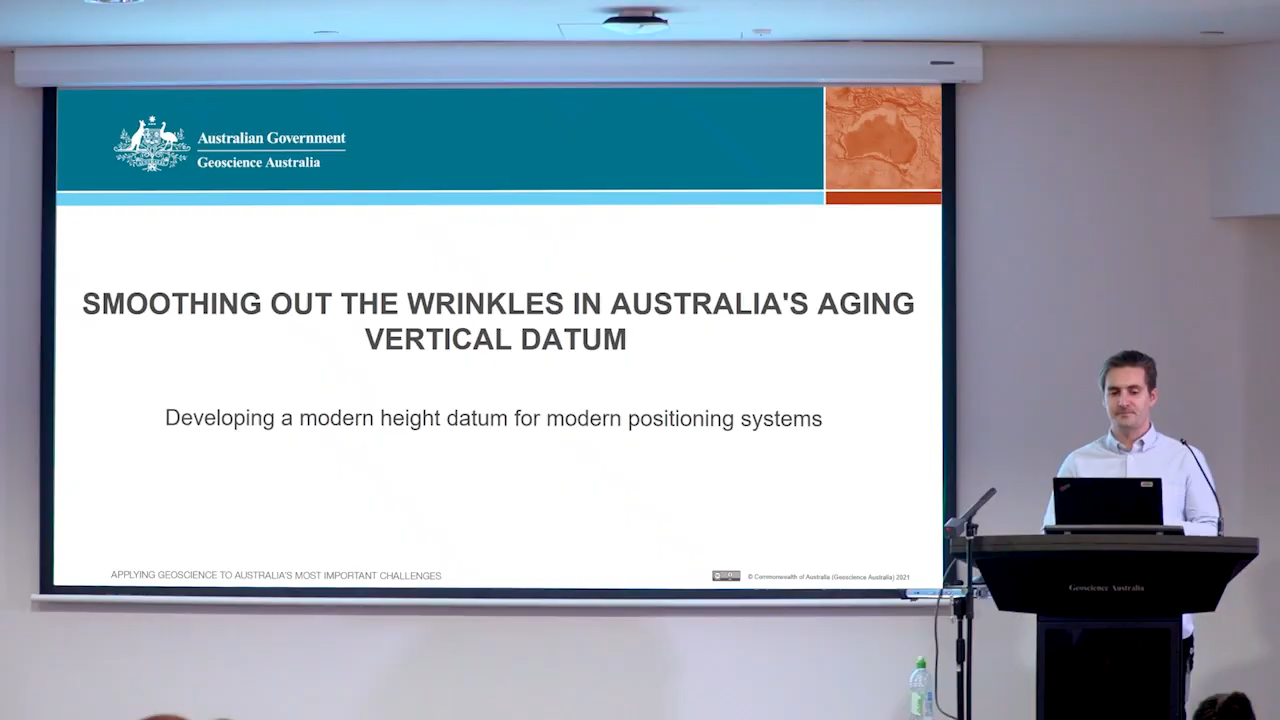 Australian Government
Geoscience Australia
SMOOTHING OUT THE WRINKLES IN AUSTRALIA'S AGING
VERTICAL DATUM
Developing a modern height datum for modern positioning systems
APPLYING GEOSCIENCE TO AUSTRALIA'S MOST IMPORTANT CHALLENGES
© Commonwealth of Australia (Geoscience Australia) 2021
Geoscience Australia